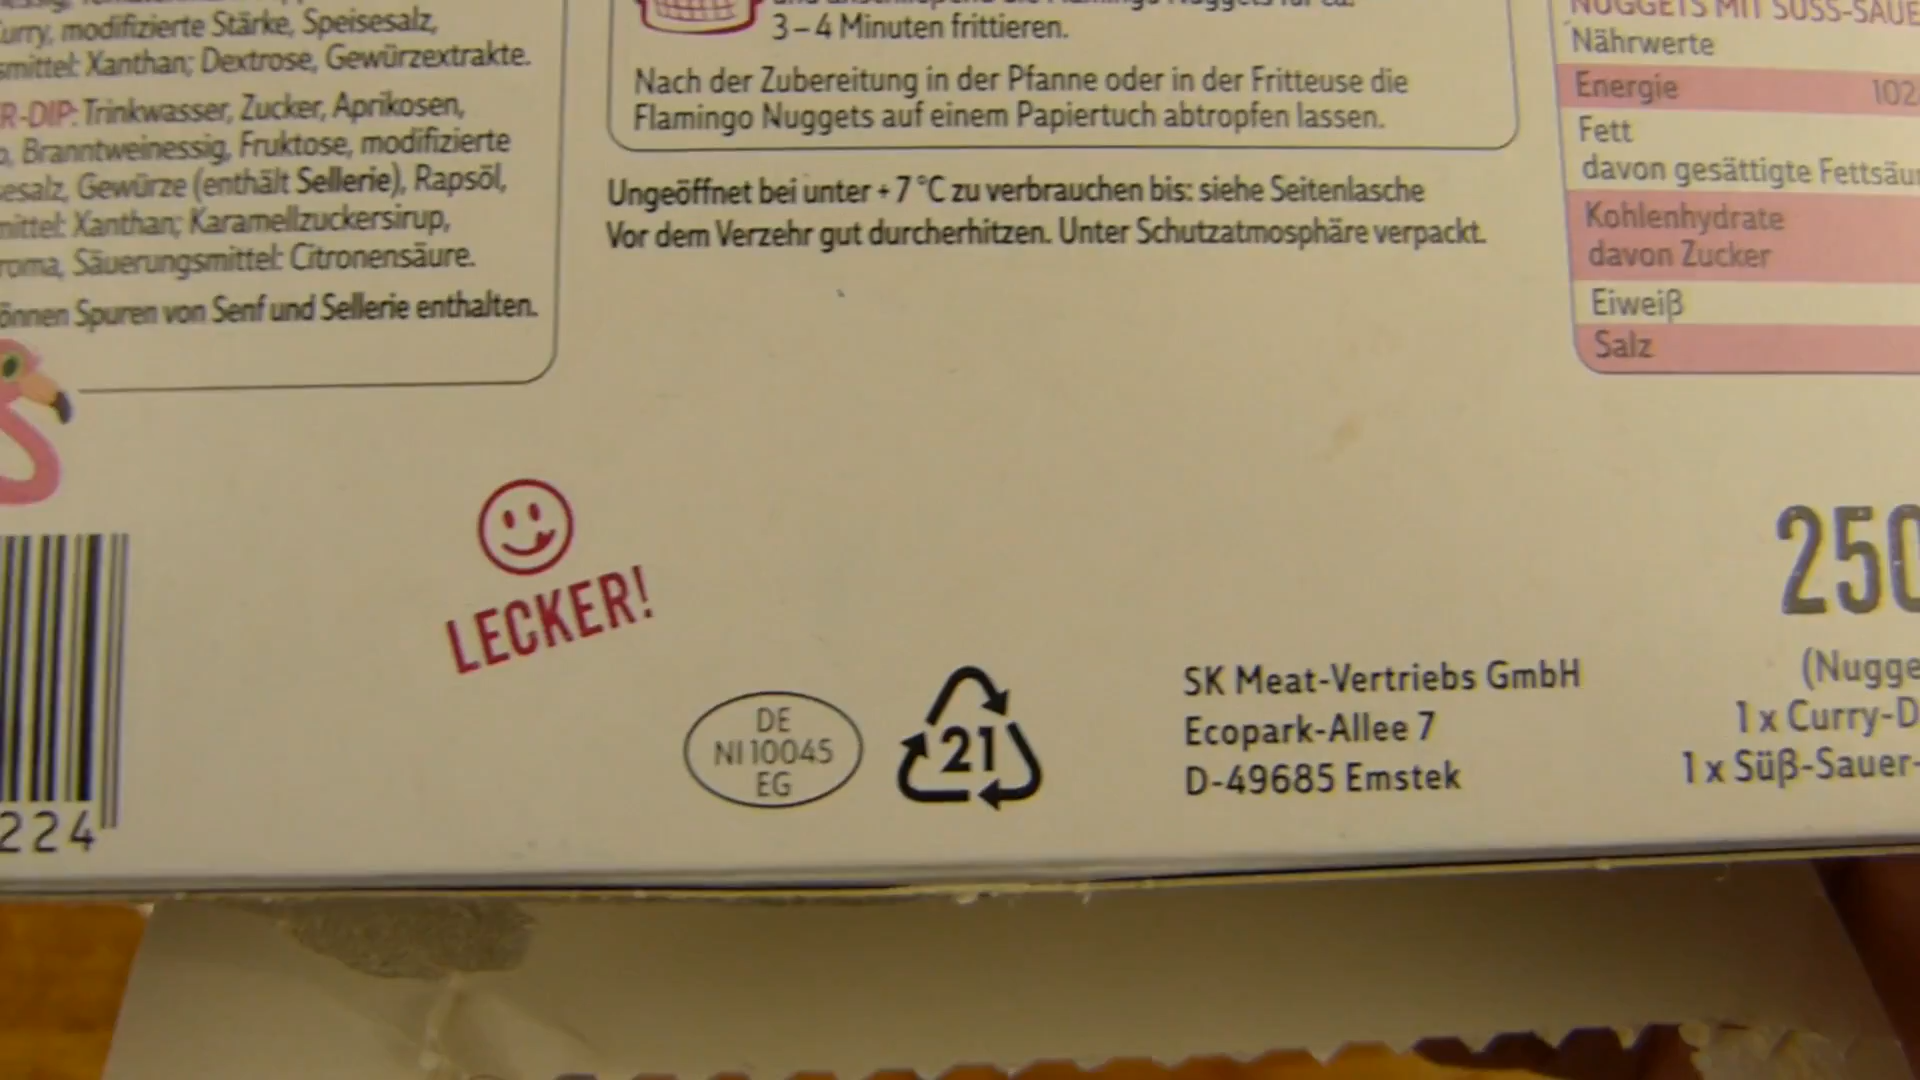 urry, modifizierte Stärke, Speisesalz,
smittel: Xanthan; Dextrose, Gewürzextrakte.
R-DIP: Trinkwasser, Zucker, Aprikosen,
Branntweinessig, Fruktose, modifizierte
esalz, Gewürze (enthält Sellerie), Rapsöl,
mittel: Xanthan; Karamellzuckersirup,
roma, Säuerungsmittel: Citronensäure.
önnen Spuren von Senf und Sellerie enthalten.
224
3 – 4 Minuten frittieren.
Nach der Zubereitung in der Pfanne oder in der Fritteuse die
Flamingo Nuggets auf einem Papiertuch abtropfen lassen.
Ungeöffnet bei unter + 7 °C zu verbrauchen bis: siehe Seitenlasche
Vor dem Verzehr gut durcherhitzen. Unter Schutzatmosphäre verpackt.
LECKER!
DE
NI 10045
EG
21
SK Meat-Vertriebs GmbH
Ecopark-Allee 7
D-49685 Emstek
NUGGETS MIT SÜSS-SAUE
Nährwerte
Energie 102
Fett
davon gesättigte Fettsäu
Kohlenhydrate
davon Zucker
Eiweiß
Salz
250
(Nugge
1 x Curry-D
1 x Süß-Sauer-